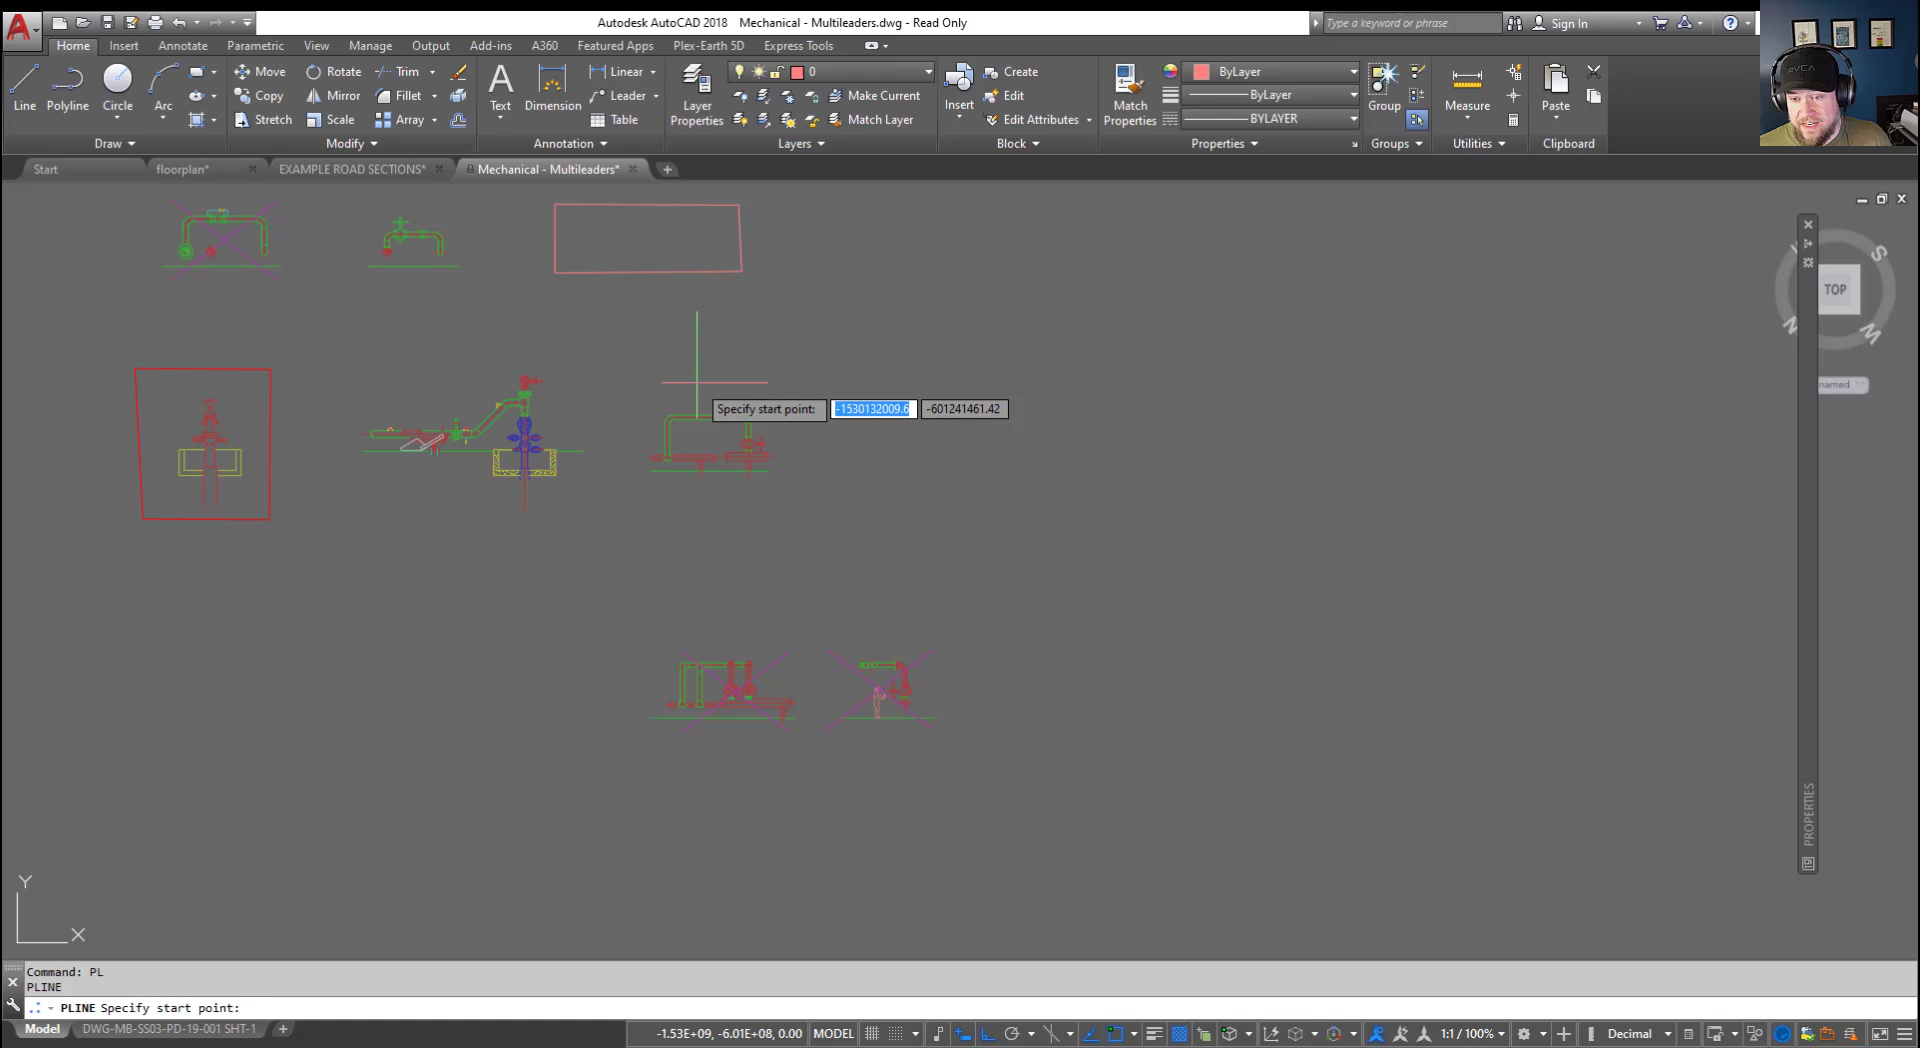 Autodesk AutoCAD 2018 Mechanical - Multileaders.dwg - Read Only
Type a keyword or phrase
Sign In
Home Insert Annotate Parametric View Manage Output Add-ins A360 Featured Apps Plex-Earth 5D Express Tools
Line Polyline Circle Arc
Move Rotate Trim
Copy Mirror Fillet
Stretch Scale Array
Text Dimension
Linear
Leader
Table
Layer Properties
0
Make Current
Match Layer
Insert
Create
Edit
Edit Attributes
Match Properties
ByLayer
ByLayer
BYLAYER
Group
Measure
Paste
Draw Modify Annotation Layers Block Properties Groups Utilities Clipboard
Start floorplan* EXAMPLE ROAD SECTIONS* Mechanical - Multileaders*
TOP
S
N
M
named
Specify start point: -1530132009.6 -601241461.42
PROPERTIES
Y
X
Command: PL
PLINE
PLINE Specify start point:
Model DWG-MB-SS03-PD-19-001 SHT-1
-1.53E+09, -6.01E+08, 0.00 MODEL 1:1 / 100% Decimal